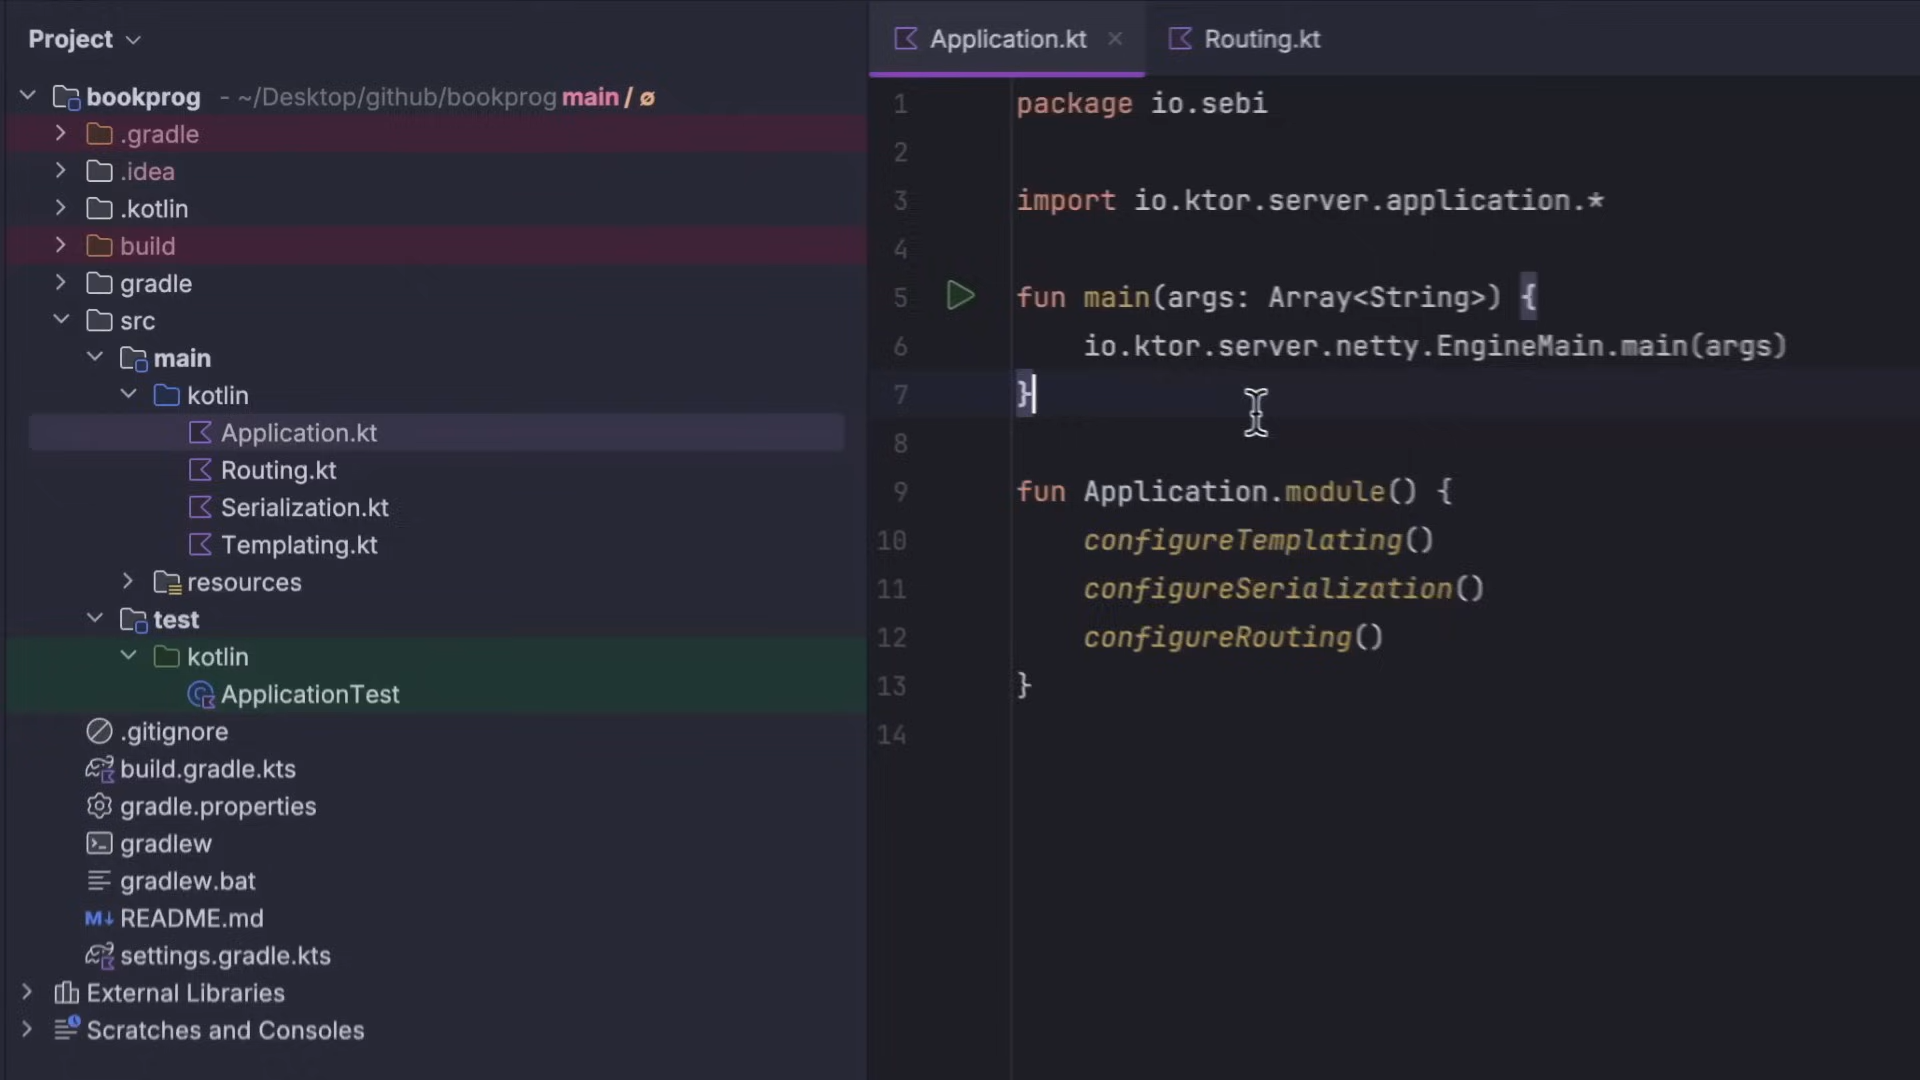 Project
bookprog - ~/Desktop/github/bookprog main / ø
.gradle
.idea
.kotlin
build
gradle
src
main
kotlin
Application.kt
Routing.kt
Serialization.kt
Templating.kt
resources
test
kotlin
ApplicationTest
.gitignore
build.gradle.kts
gradle.properties
gradlew
gradlew.bat
M↓ README.md
settings.gradle.kts
External Libraries
Scratches and Consoles
Application.kt × Routing.kt
1 package io.sebi
2
3 import io.ktor.server.application.*
4
5 fun main(args: Array<String>) {
6 io.ktor.server.netty.EngineMain.main(args)
7 }
8
9 fun Application.module() {
10 configureTemplating()
11 configureSerialization()
12 configureRouting()
13 }
14